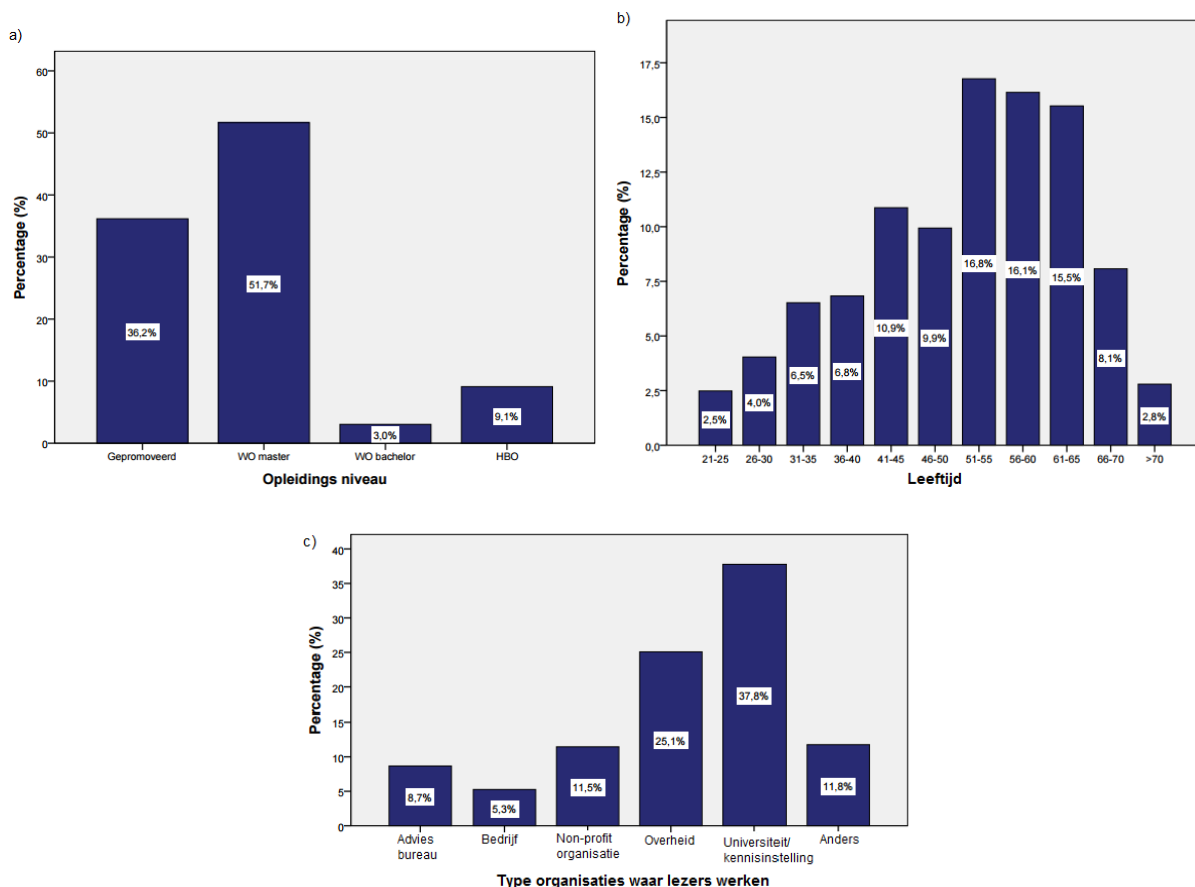 a)
Percentage (%)
60
50
40
30
20
10
0
36,2%
51,7%
3,0%
9,1%
Gepromoveerd WO master WO bachelor HBO
Opleidings niveau
b)
Percentage (%)
17,5
15,0
12,5
10,0
7,5
5,0
2,5
0,0
2,5%
4,0%
6,5%
6,8%
10,9%
9,9%
16,8%
16,1%
15,5%
8,1%
2,8%
21-25 26-30 31-35 36-40 41-45 46-50 51-55 56-60 61-65 66-70 >70
Leeftijd
c)
Percentage (%)
40
35
30
25
20
15
10
5
0
8,7%
5,3%
11,5%
25,1%
37,8%
11,8%
Advies
bureau
Bedrijf
Non-profit
organisatie
Overheid
Universiteit/
kennisinstelling
Anders
Type organisaties waar lezers werken